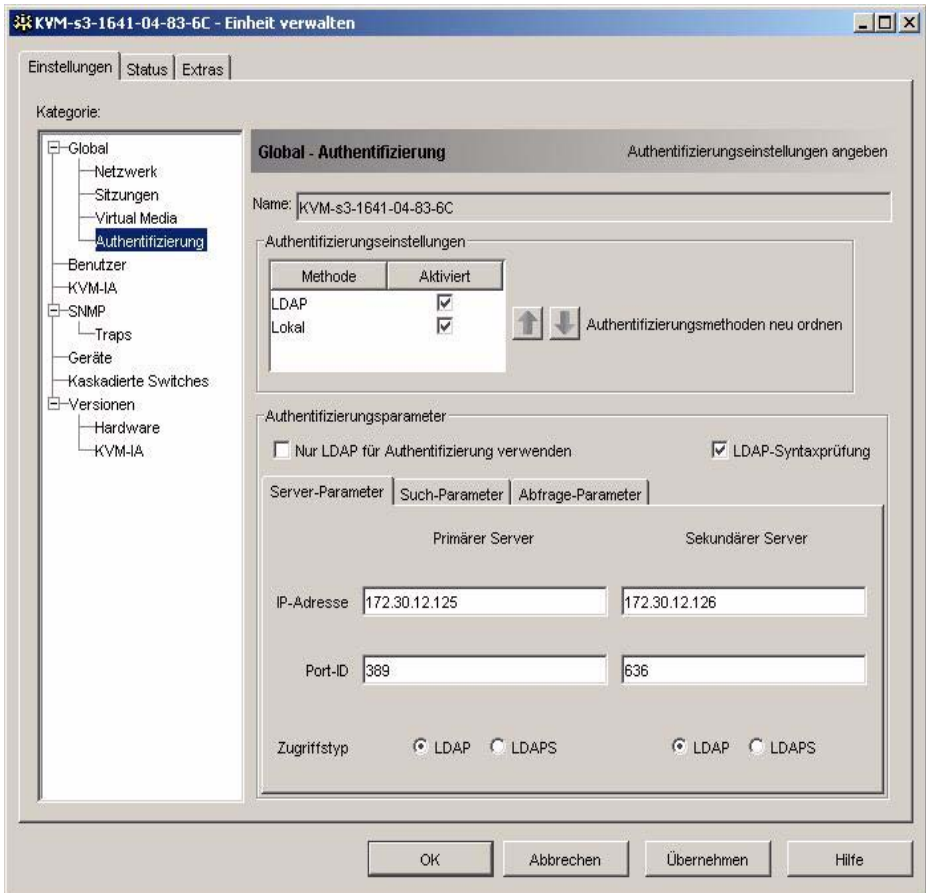 KVM-s3-1641-04-83-6C - Einheit verwalten
Einstellungen Status Extras
Kategorie:
Global
Netzwerk
Sitzungen
Virtual Media
Authentifizierung
Benutzer
KVM-IA
SNMP
Traps
Geräte
Kaskadierte Switches
Versionen
Hardware
KVM-IA
Global - Authentifizierung Authentifizierungseinstellungen angeben
Name: KVM-s3-1641-04-83-6C
Authentifizierungseinstellungen
Methode Aktiviert
LDAP
Lokal
Authentifizierungsmethoden neu ordnen
Authentifizierungsparameter
Nur LDAP für Authentifizierung verwenden LDAP-Syntaxprüfung
Server-Parameter Such-Parameter Abfrage-Parameter
Primärer Server Sekundärer Server
IP-Adresse 172.30.12.125 172.30.12.126
Port-ID 389 636
Zugriffstyp LDAP LDAPS LDAP LDAPS
OK Abbrechen Übernehmen Hilfe